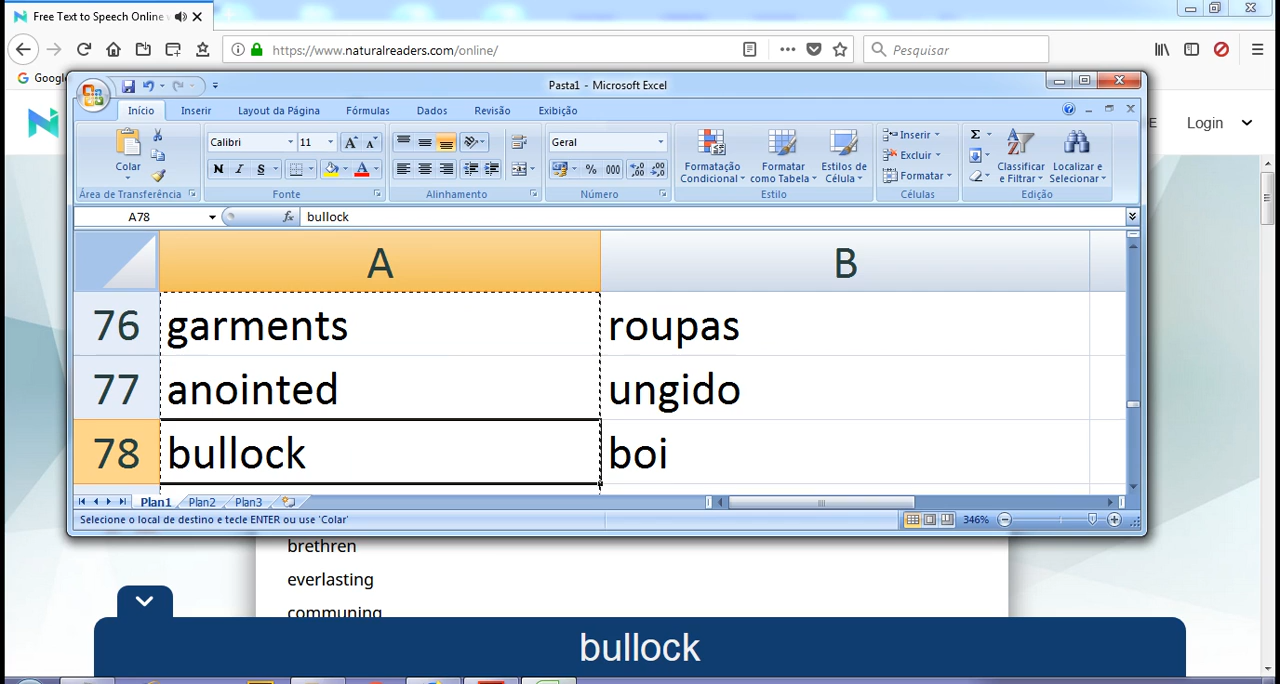 Free Text to Speech Online
https://www.naturalreaders.com/online/
Pesquisar
Googl
E Login
Pasta1 - Microsoft Excel
Início Inserir Layout da Página Fórmulas Dados Revisão Exibição
Colar
Área de Transferência
Calibri 11
N I S
Fonte
Alinhamento
Geral
% 000
Número
Formatação Condicional
Formatar como Tabela
Estilos de Célula
Estilo
Inserir
Excluir
Formatar
Células
Σ
Classificar e Filtrar
Localizar e Selecionar
Edição
A78 fx bullock
A B
76 garments roupas
77 anointed ungido
78 bullock boi
Plan1 Plan2 Plan3
Selecione o local de destino e tecle ENTER ou use 'Colar' 346%
brethren
everlasting
communing
bullock